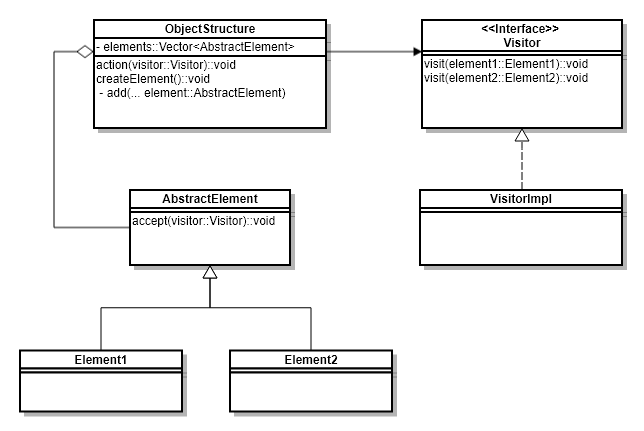 ObjectStructure
- elements::Vector<AbstractElement>
action(visitor::Visitor)::void
createElement()::void
- add(... element::AbstractElement)
<<Interface>>
Visitor
visit(element1::Element1)::void
visit(element2::Element2)::void
AbstractElement
accept(visitor::Visitor)::void
VisitorImpl
Element1
Element2